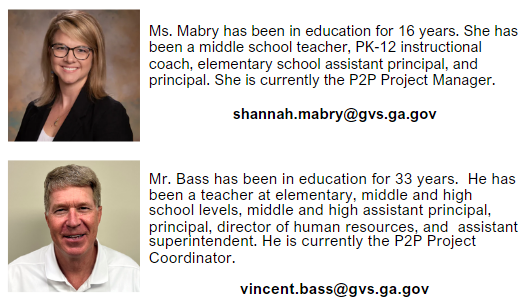 Ms. Mabry has been in education for 16 years. She has
been a middle school teacher, PK-12 instructional
coach, elementary school assistant principal, and
principal. She is currently the P2P Project Manager.
shannah.mabry@gvs.ga.gov
Mr. Bass has been in education for 33 years. He has
been a teacher at elementary, middle and high
school levels, middle and high assistant principal,
principal, director of human resources, and assistant
superintendent. He is currently the P2P Project
Coordinator.
vincent.bass@gvs.ga.gov